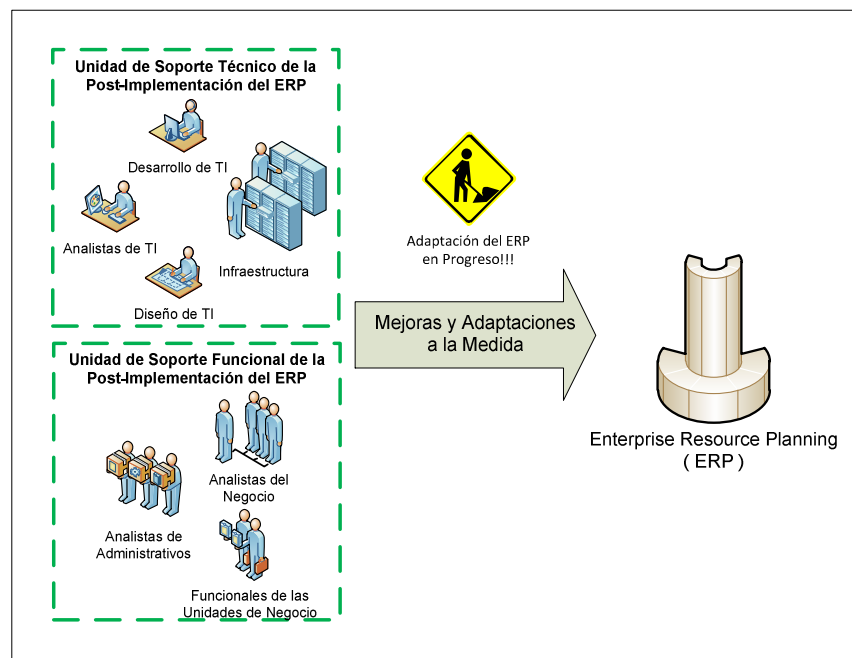 Unidad de Soporte Técnico de la
Post-Implementación del ERP
Desarrollo de TI
Analistas de TI
Infraestructura
Diseño de TI
Unidad de Soporte Funcional de la
Post-Implementación del ERP
Analistas del
Negocio
Analistas de
Administrativos
Funcionales de las
Unidades de Negocio
Adaptación del ERP
en Progreso!!!
Mejoras y Adaptaciones
a la Medida
Enterprise Resource Planning
( ERP )